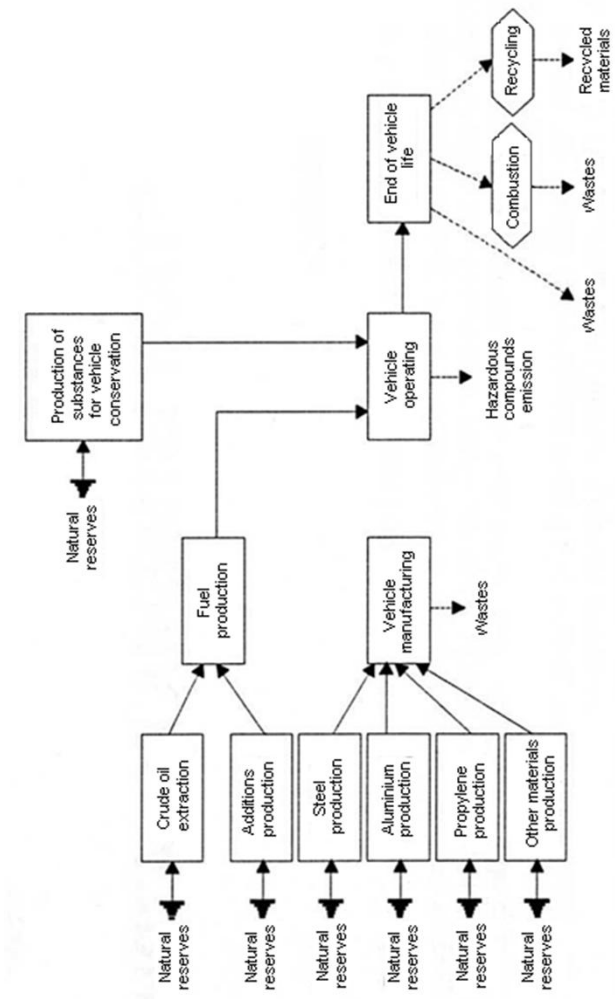 Natural
reserves
Production of
substances
for vehicle
conservation
Natural
reserves
Crude oil
extraction
Fuel
production
Natural
reserves
Additions
production
Natural
reserves
Steel
production
Natural
reserves
Aluminium
production
Vehicle
manufacturing
Vehicle
operating
End of vehicle
life
Natural
reserves
Propylene
production
Wastes
Hazardous
compounds
emission
Combustion
Recycling
Natural
reserves
Other materials
production
Wastes
Wastes
Recycled
materials